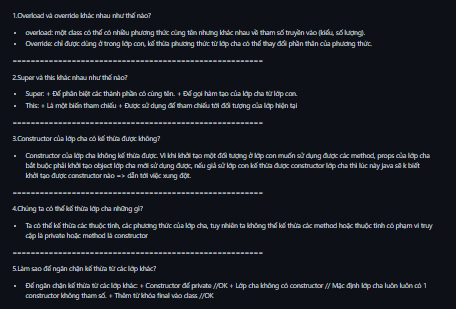 1.Overload và override khác nhau như thế nào?
• overload: một class có thể có nhiều phương thức cùng tên nhưng khác nhau về tham số truyền vào (kiểu, số lượng).
• Override: chỉ được dùng ở trong lớp con, kế thừa phương thức từ lớp cha có thể thay đổi phần thân của phương thức.
=======================================================
2.Super và this khác nhau như thế nào?
• Super: + Để phân biệt các thành phần có cùng tên. + Để gọi hàm tạo của lớp cha từ lớp con.
• This: + Là một biến tham chiếu + Được sử dụng để tham chiếu tới đối tượng của lớp hiện tại
=======================================================
3.Constructor của lớp cha có kế thừa được không?
• Constructor của lớp cha không kế thừa được. Vì khi khởi tạo một đối tượng ở lớp con muốn sử dụng được các method, props của lớp cha
bắt buộc phải khởi tạo object lớp cha mới sử dụng được, nếu giả sử lớp con kế thừa được constructor lớp cha thì lúc này java sẽ k biết
khởi tạo được constructor nào => dẫn tới việc xung đột.
=======================================================
4.Chúng ta có thể kế thừa lớp cha những gì?
• Ta có thể kế thừa các thuộc tính, các phương thức của lớp cha, tuy nhiên ta không thể kế thừa các method hoặc thuộc tính có phạm vi truy
cập là private hoặc method là constructor
=======================================================
5.Làm sao để ngăn chặn kế thừa từ các lớp khác?
• Để ngăn chặn kế thừa từ các lớp khác: + Constructor để private //OK + Lớp cha không có constructor // Mặc định lớp cha luôn luôn có 1
constructor không tham số. + Thêm từ khóa final vào class //OK